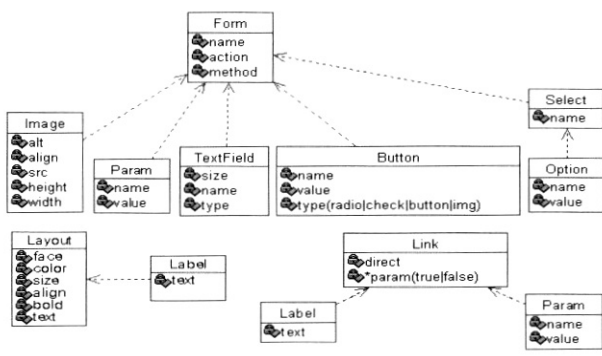 Form
name
action
method
Select
name
Image
alt
align
src
height
width
Param
name
value
TextField
size
name
type
Button
name
value
type(radio|check|button|img)
Option
name
value
Layout
face
color
size
align
bold
text
Label
text
Link
direct
*param(true|false)
Label
text
Param
name
value